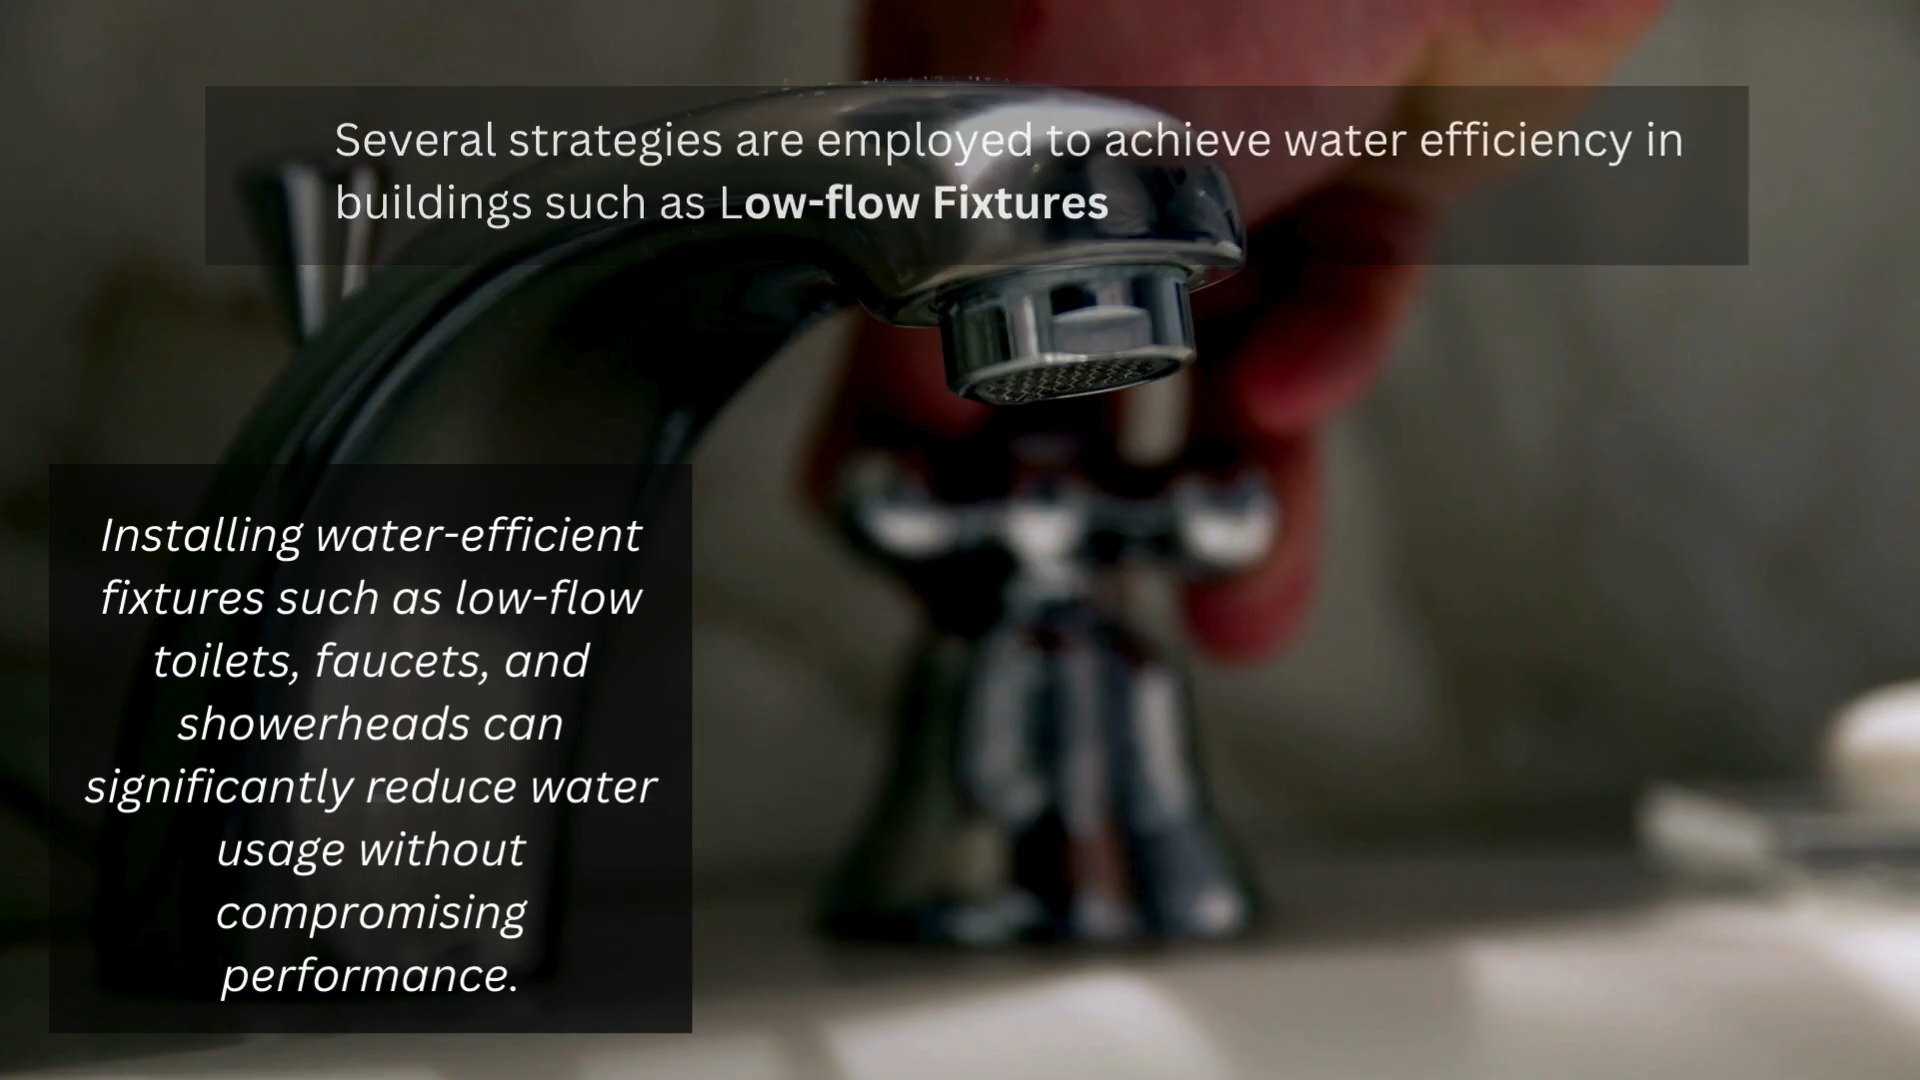 Several strategies are employed to achieve water efficiency in
buildings such as Low-flow Fixtures
Installing water-efficient
fixtures such as low-flow
toilets, faucets, and
showerheads can
significantly reduce water
usage without
compromising
performance.